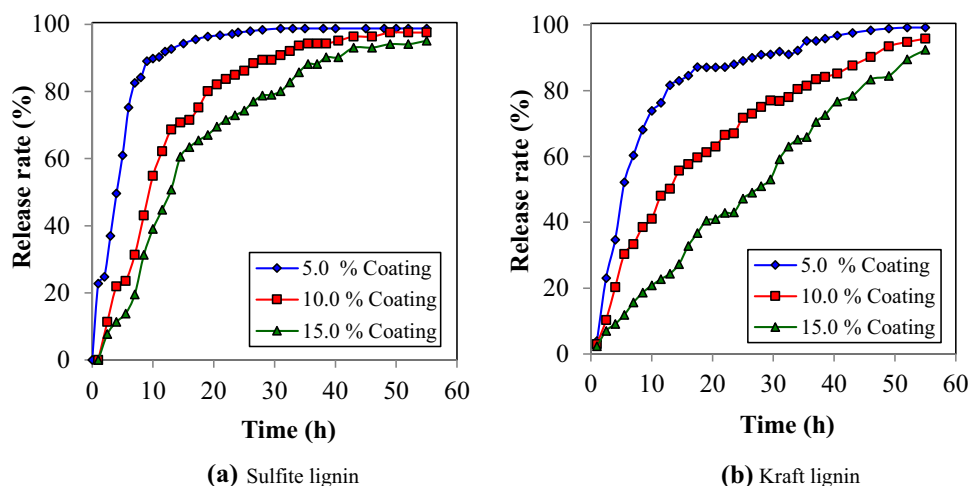 Release rate (%)
100
80
60
40
20
0
5.0 % Coating
10.0 % Coating
15.0 % Coating
0 10 20 30 40 50 60
Time (h)
(a) Sulfite lignin
Release rate (%)
100
80
60
40
20
0
5.0 % Coating
10.0 % Coating
15.0 % Coating
0 10 20 30 40 50 60
Time (h)
(b) Kraft lignin